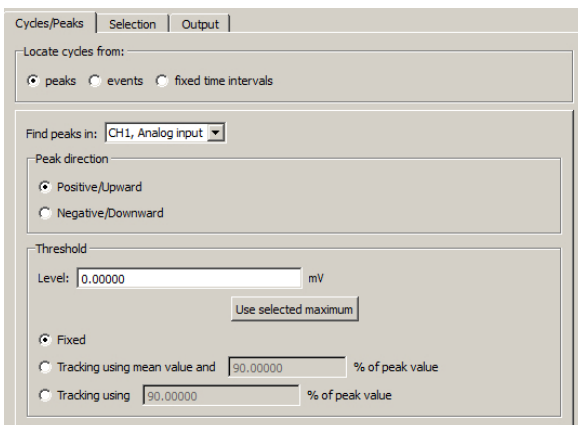 Cycles/Peaks Selection Output
Locate cycles from:
peaks events fixed time intervals
Find peaks in: CH1, Analog input
Peak direction
Positive/Upward
Negative/Downward
Threshold
Level: 0.00000 mV
Use selected maximum
Fixed
Tracking using mean value and 90.00000 % of peak value
Tracking using 90.00000 % of peak value